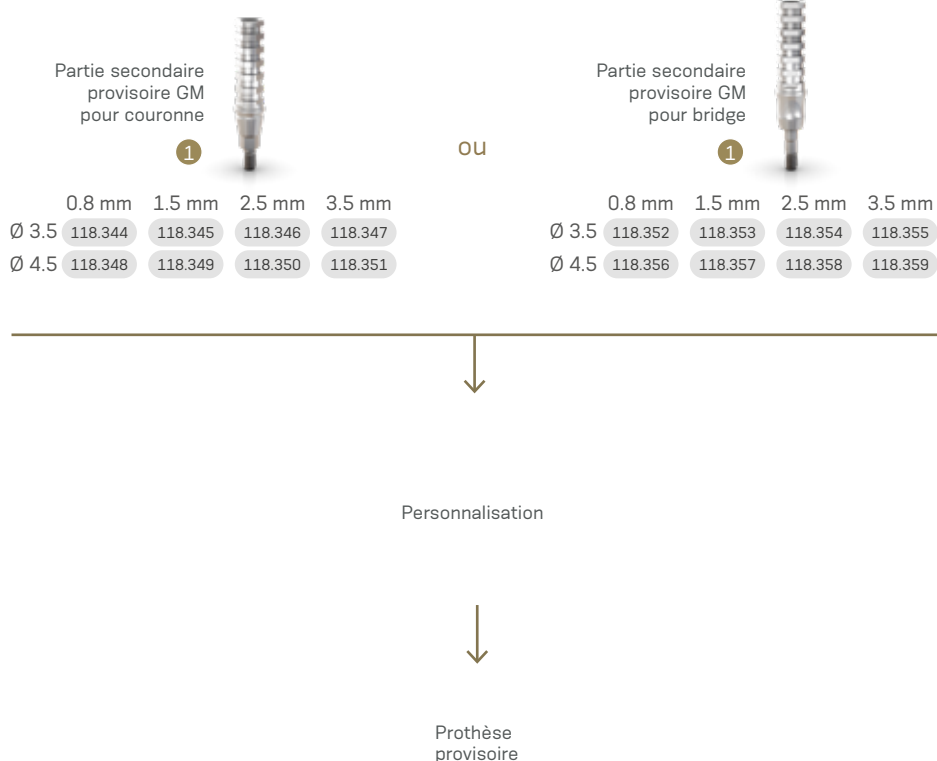 Partie secondaire
provisoire GM
pour couronne
1
0.8 mm 1.5 mm 2.5 mm 3.5 mm
Ø 3.5 118.344 118.345 118.346 118.347
Ø 4.5 118.348 118.349 118.350 118.351
ou
Partie secondaire
provisoire GM
pour bridge
1
0.8 mm 1.5 mm 2.5 mm 3.5 mm
Ø 3.5 118.352 118.353 118.354 118.355
Ø 4.5 118.356 118.357 118.358 118.359
Personnalisation
Prothèse
provisoire